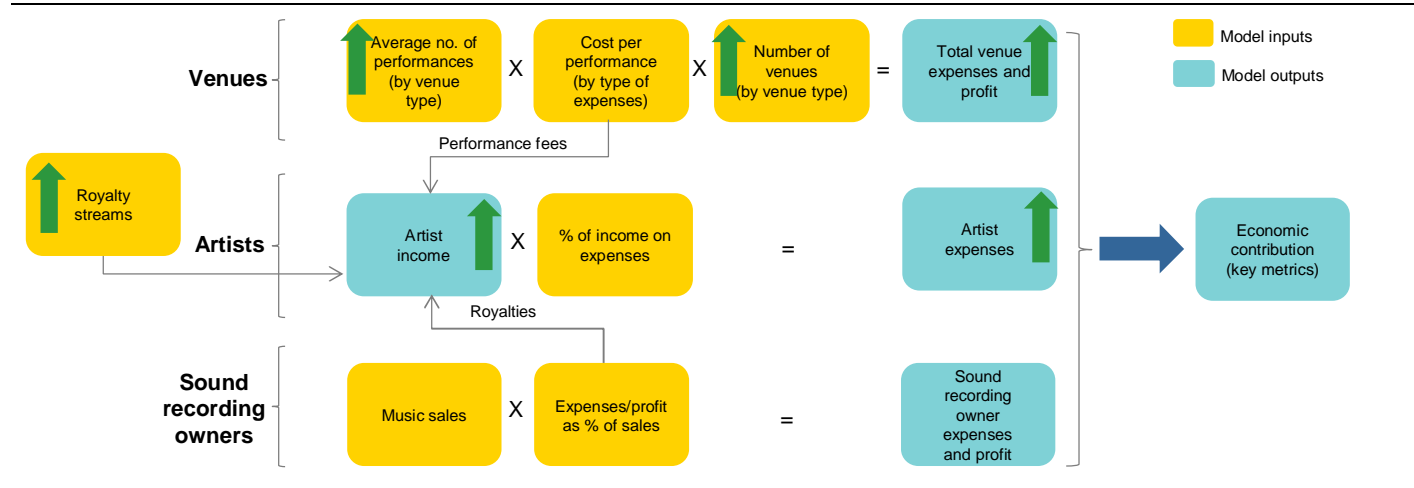 Venues
Average no. of
performances
(by venue
type)
X
Cost per
performance
(by type of
expenses)
X
Number of
venues
(by venue type)
=
Total venue
expenses and
profit
Model inputs
Model outputs
Performance fees
Royalty
streams
Artists
Artist
income
X
% of income on
expenses
=
Artist
expenses
Economic
contribution
(key metrics)
Royalties
Sound
recording
owners
Music sales
X
Expenses/profit
as % of sales
=
Sound
recording
owner
expenses
and profit